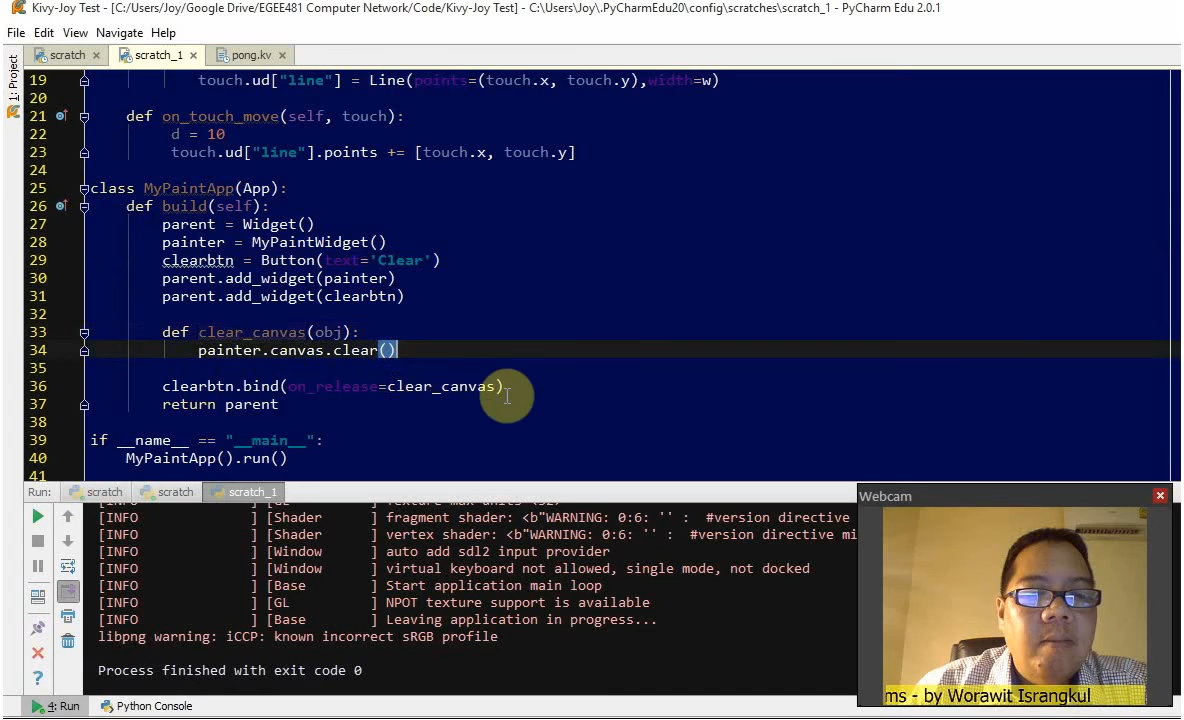 Kivy-Joy Test - [C:/Users/Joy/Google Drive/EGEE481 Computer Network/Code/Kivy-Joy Test] - C:\Users\Joy\.PyCharmEdu20\config\scratches\scratch_1 - PyCharm Edu 2.0.1
File Edit View Navigate Help
scratch scratch_1 pong.kv
1: Project
19 touch.ud["line"] = Line(points=(touch.x, touch.y),width=w)
20
21 def on_touch_move(self, touch):
22 d = 10
23 touch.ud["line"].points += [touch.x, touch.y]
24
25 class MyPaintApp(App):
26 def build(self):
27 parent = Widget()
28 painter = MyPaintWidget()
29 clearbtn = Button(text='Clear')
30 parent.add_widget(painter)
31 parent.add_widget(clearbtn)
32
33 def clear_canvas(obj):
34 painter.canvas.clear()
35
36 clearbtn.bind(on_release=clear_canvas)
37 return parent
38
39 if __name__ == "__main__":
40 MyPaintApp().run()
41
Run: scratch scratch scratch_1
[INFO ] [GL ] Texture max units <32>
[INFO ] [Shader ] fragment shader: <b"WARNING: 0:6: '' : #version directive
[INFO ] [Shader ] vertex shader: <b"WARNING: 0:6: '' : #version directive mi
[INFO ] [Window ] auto add sdl2 input provider
[INFO ] [Window ] virtual keyboard not allowed, single mode, not docked
[INFO ] [Base ] Start application main loop
[INFO ] [GL ] NPOT texture support is available
[INFO ] [Base ] Leaving application in progress...
libpng warning: iCCP: known incorrect sRGB profile
Process finished with exit code 0
Webcam
ms - by Worawit Israngkul
4: Run Python Console